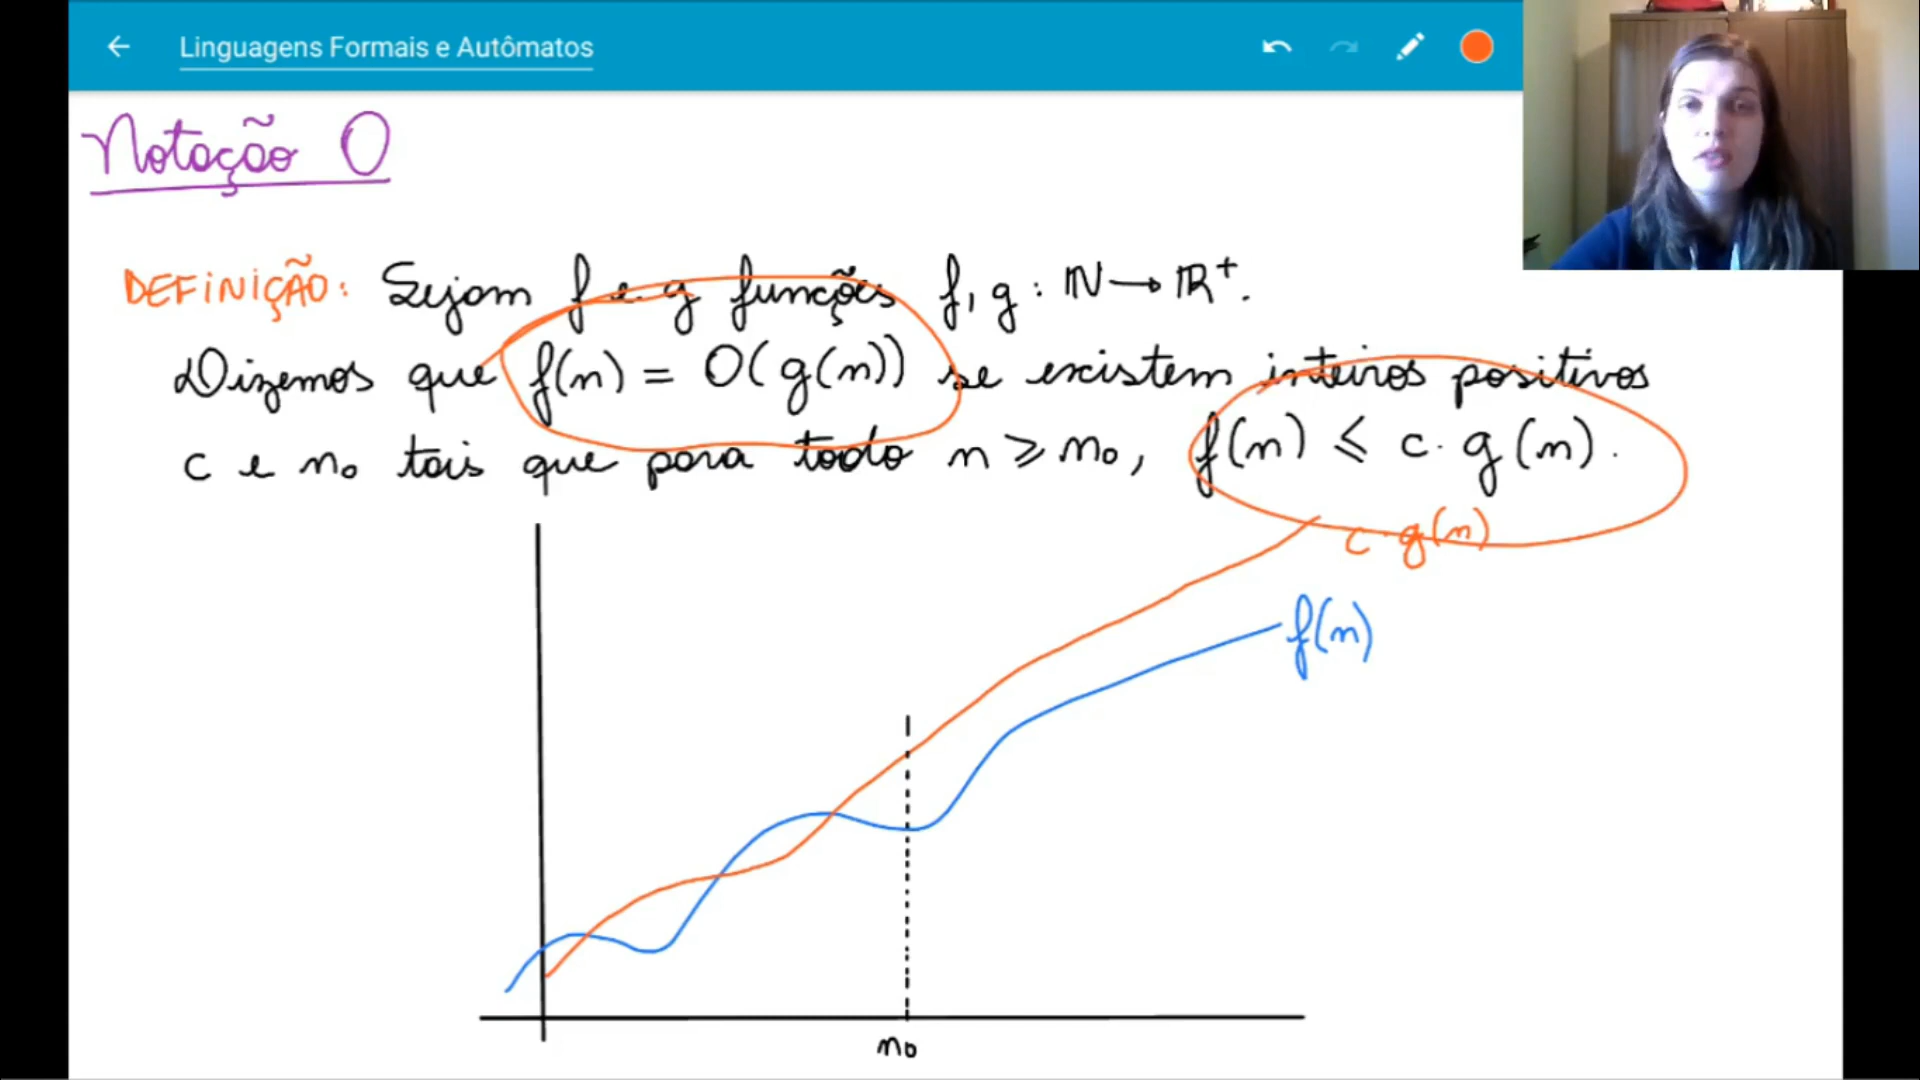 Linguagens Formais e Autômatos
Notação O
DEFINIÇÃO: Sejam f e g funções f, g : ℕ → ℝ⁺.
Dizemos que f(n) = O(g(n)) se existem inteiros positivos
c e n₀ tais que para todo n ≥ n₀, f(n) ≤ c · g(n).
c · g(n)
f(n)
n₀